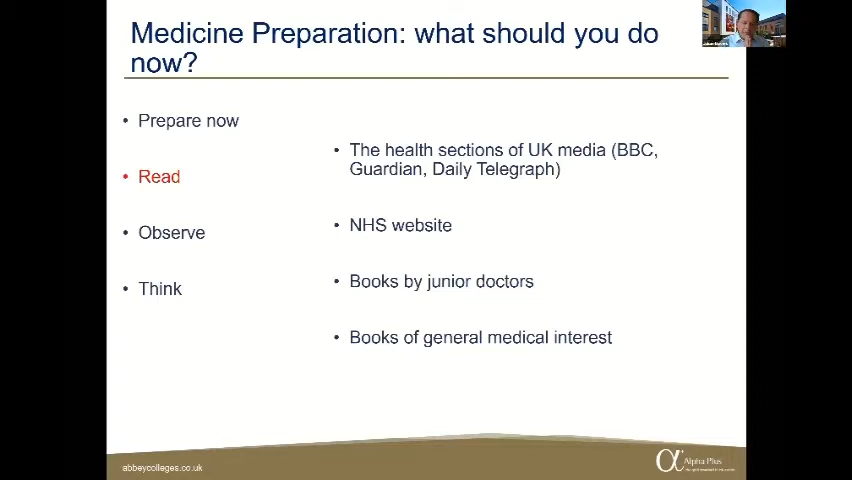 Medicine Preparation: what should you do
now?
• Prepare now
• Read
• Observe
• Think
• The health sections of UK media (BBC,
Guardian, Daily Telegraph)
• NHS website
• Books by junior doctors
• Books of general medical interest
abbeycolleges.co.uk
Alpha Plus